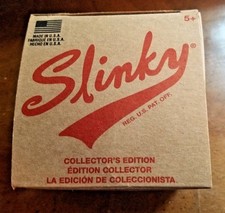 MADE IN U.S.A.
FABRIQUÉ EN U.S.A.
HECHO EN U.S.A.
5+
Slinky®
REG. U.S. PAT. OFF.
COLLECTOR'S EDITION
ÉDITION COLLECTOR
LA EDICIÓN DE COLECCIONISTA